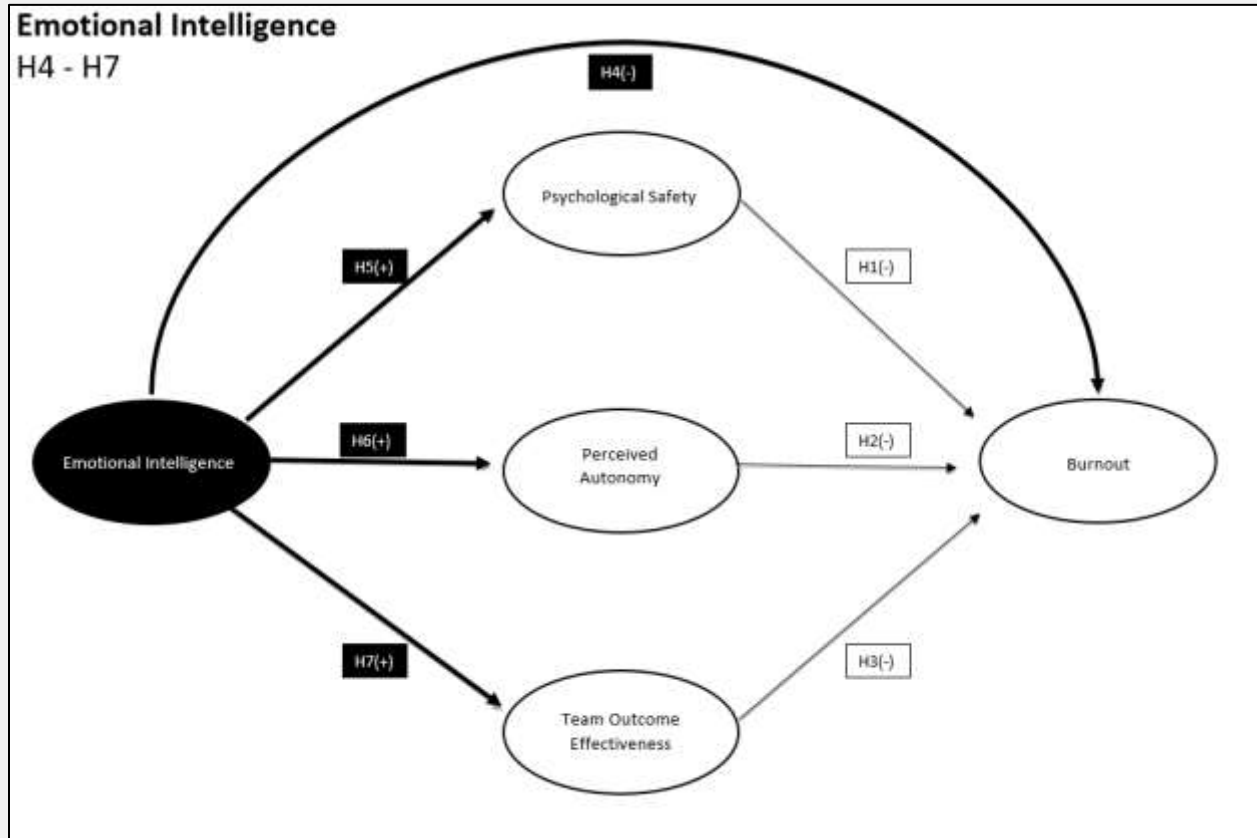 Emotional Intelligence
H4 - H7
H4(-)
Psychological Safety
H5(+)
H1(-)
Emotional Intelligence
H6(+)
Perceived
Autonomy
H2(-)
Burnout
H7(+)
H3(-)
Team Outcome
Effectiveness